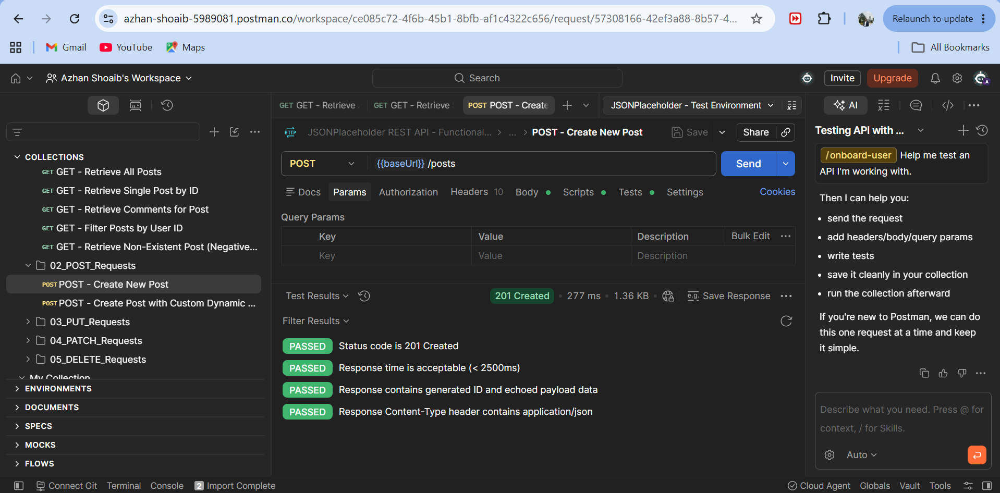 azhan-shoaib-5989081.postman.co/workspace/ce085c72-4f6b-45b1-8bfb-af1c4322c656/request/57308166-42ef3a88-8b57-4...
Relaunch to update
Gmail
YouTube
Maps
All Bookmarks
Azhan Shoaib's Workspace
Search
Invite
Upgrade
A
COLLECTIONS
GET GET - Retrieve All Posts
GET GET - Retrieve Single Post by ID
GET GET - Retrieve Comments for Post
GET GET - Filter Posts by User ID
GET GET - Retrieve Non-Existent Post (Negative...
02_POST_Requests
POST POST - Create New Post
POST POST - Create Post with Custom Dynamic ...
03_PUT_Requests
04_PATCH_Requests
05_DELETE_Requests
My Collection
ENVIRONMENTS
DOCUMENTS
SPECS
MOCKS
FLOWS
GET GET - Retrieve
GET GET - Retrieve
POST POST - Create
JSONPlaceholder - Test Environment
HTTP JSONPlaceholder REST API - Functional... > ... > POST - Create New Post
Save
Share
POST
{{baseUrl}} /posts
Send
Docs
Params
Authorization
Headers 10
Body
Scripts
Tests
Settings
Cookies
Query Params
Key Value Description Bulk Edit
Key Value Description
Test Results
201 Created • 277 ms • 1.36 KB
e.g. Save Response
Filter Results
PASSED Status code is 201 Created
PASSED Response time is acceptable (< 2500ms)
PASSED Response contains generated ID and echoed payload data
PASSED Response Content-Type header contains application/json
AI
Testing API with ...
/onboard-user Help me test an
API I'm working with.
Then I can help you:
• send the request
• add headers/body/query params
• write tests
• save it cleanly in your collection
• run the collection afterward
If you're new to Postman, we can do
this one request at a time and keep
it simple.
Describe what you need. Press @ for
context, / for Skills.
Auto
Connect Git
Terminal
Console
2 Import Complete
Cloud Agent
Globals
Vault
Tools